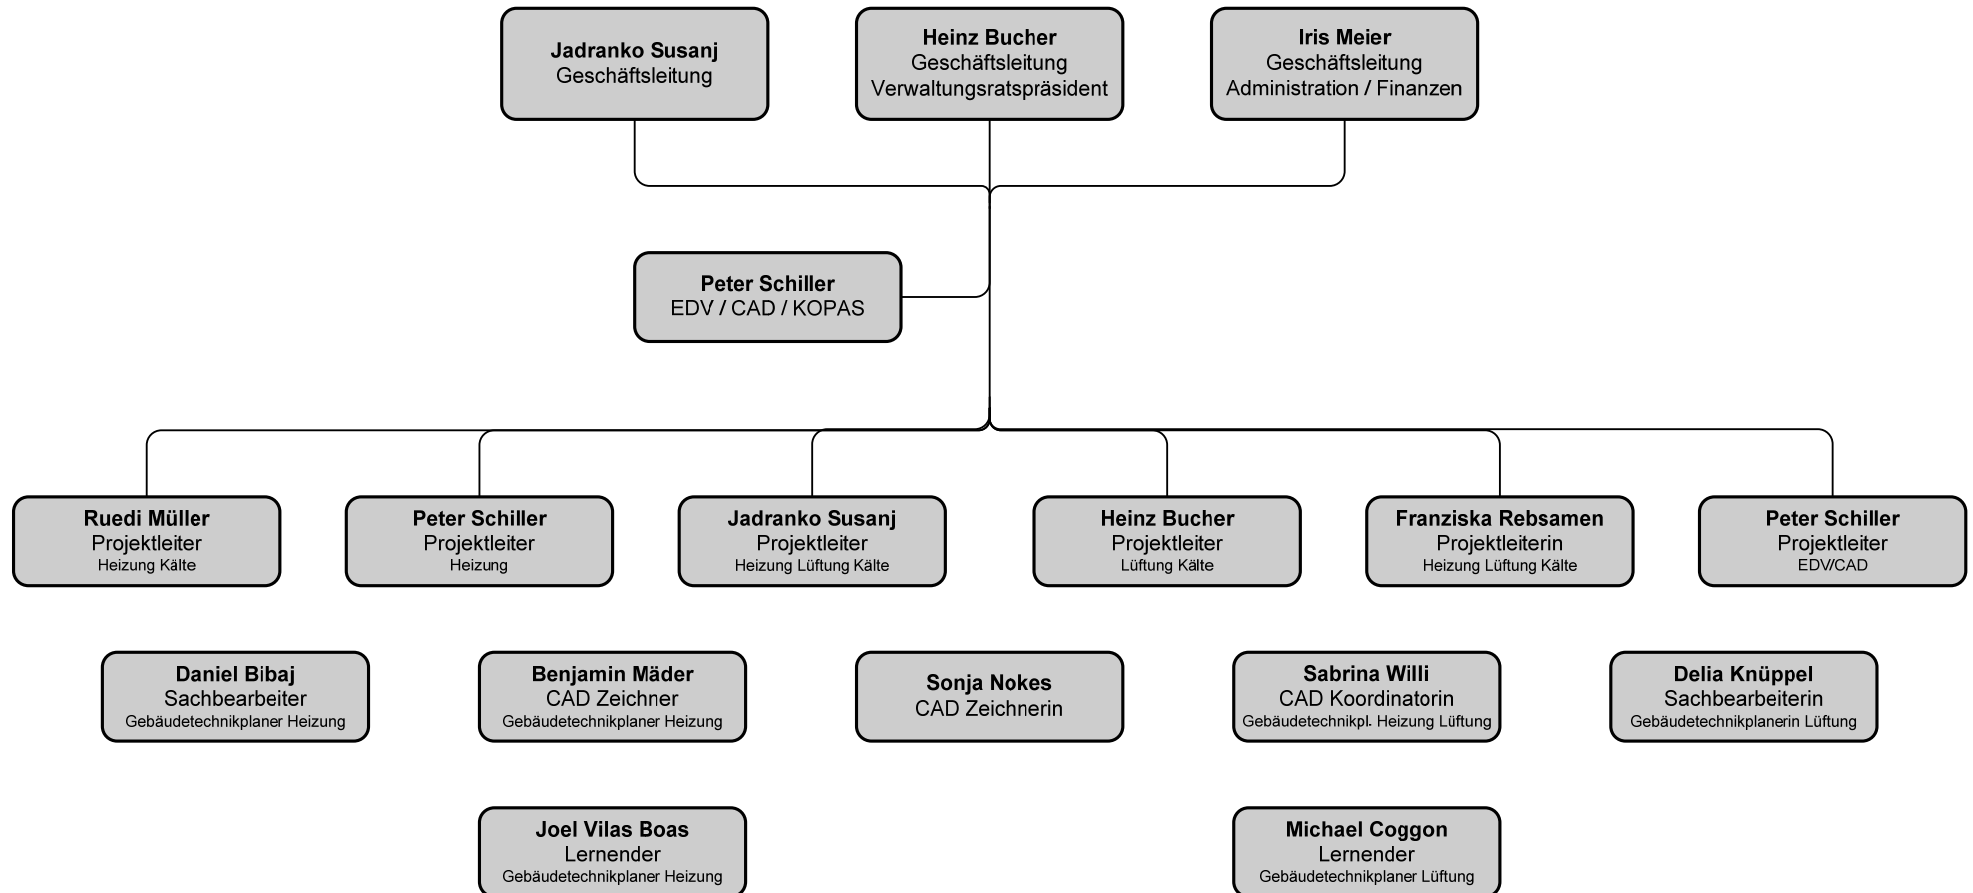 Jadranko Susanj
Geschäftsleitung
Heinz Bucher
Geschäftsleitung
Verwaltungsratspräsident
Iris Meier
Geschäftsleitung
Administration / Finanzen
Peter Schiller
EDV / CAD / KOPAS
Ruedi Müller
Projektleiter
Heizung Kälte
Peter Schiller
Projektleiter
Heizung
Jadranko Susanj
Projektleiter
Heizung Lüftung Kälte
Heinz Bucher
Projektleiter
Lüftung Kälte
Franziska Rebsamen
Projektleiterin
Heizung Lüftung Kälte
Peter Schiller
Projektleiter
EDV/CAD
Daniel Bibaj
Sachbearbeiter
Gebäudetechnikplaner Heizung
Benjamin Mäder
CAD Zeichner
Gebäudetechnikplaner Heizung
Sonja Nokes
CAD Zeichnerin
Sabrina Willi
CAD Koordinatorin
Gebäudetechnikpl. Heizung Lüftung
Delia Knüppel
Sachbearbeiterin
Gebäudetechnikplanerin Lüftung
Joel Vilas Boas
Lernender
Gebäudetechnikplaner Heizung
Michael Coggon
Lernender
Gebäudetechnikplaner Lüftung